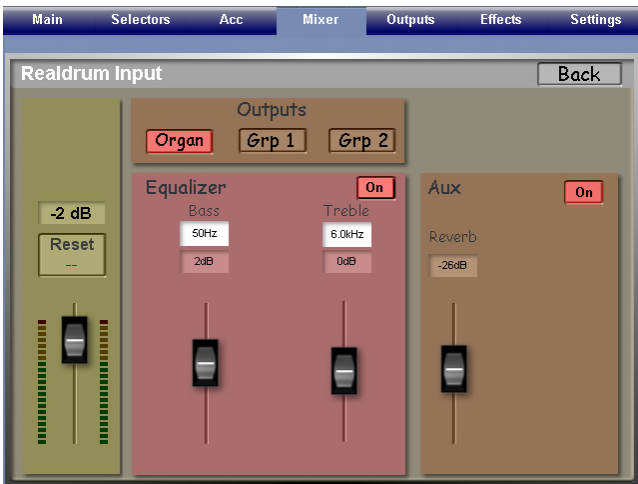 Main Selectors Acc Mixer Outputs Effects Settings
Realdrum Input
Back
Outputs
Organ Grp 1 Grp 2
-2 dB
Reset
--
Equalizer
On
Bass Treble
50Hz 6.0kHz
2dB 0dB
Aux
On
Reverb
-26dB